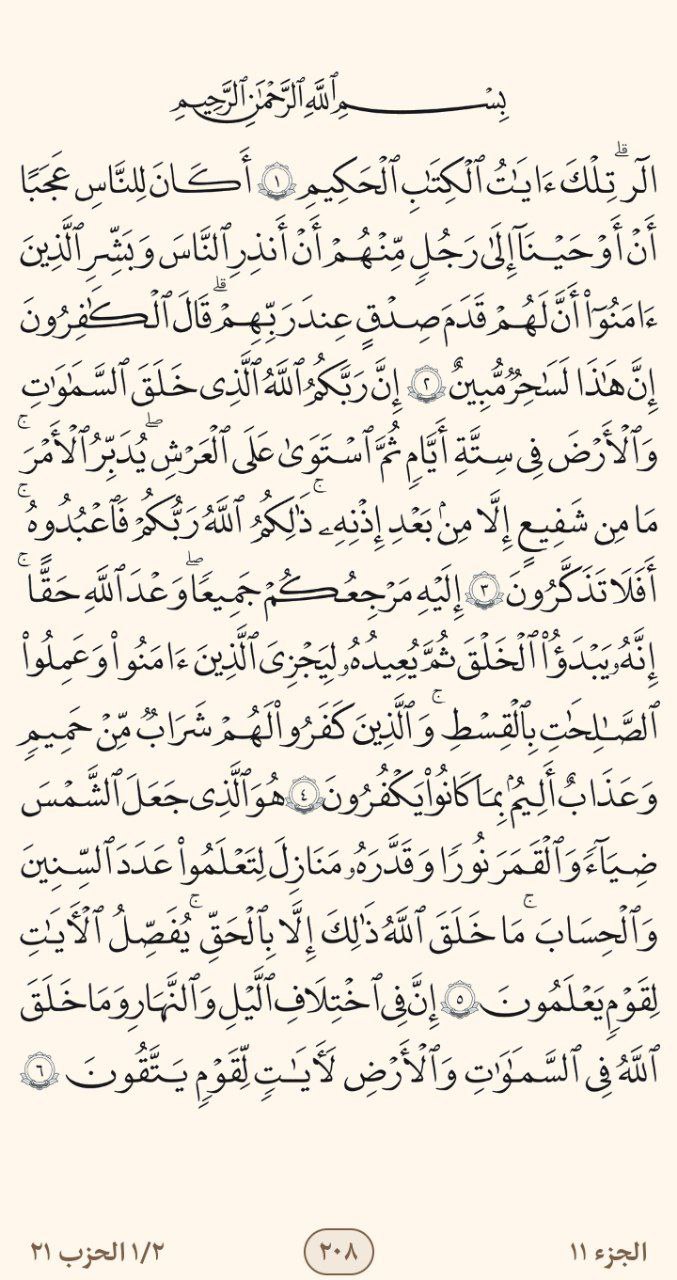 بِسْمِ ٱللَّهِ ٱلرَّحْمَٰنِ ٱلرَّحِيمِ
الٓرۗ تِلْكَ ءَايَٰتُ ٱلْكِتَٰبِ ٱلْحَكِيمِ ١ أَكَانَ لِلنَّاسِ عَجَبًا
أَنْ أَوْحَيْنَآ إِلَىٰ رَجُلٍ مِّنْهُمْ أَنْ أَنذِرِ ٱلنَّاسَ وَبَشِّرِ ٱلَّذِينَ
ءَامَنُوٓا۟ أَنَّ لَهُمْ قَدَمَ صِدْقٍ عِندَ رَبِّهِمْۗ قَالَ ٱلْكَٰفِرُونَ
إِنَّ هَٰذَا لَسَٰحِرٌ مُّبِينٌ ٢ إِنَّ رَبَّكُمُ ٱللَّهُ ٱلَّذِى خَلَقَ ٱلسَّمَٰوَٰتِ
وَٱلْأَرْضَ فِى سِتَّةِ أَيَّامٍ ثُمَّ ٱسْتَوَىٰ عَلَى ٱلْعَرْشِۖ يُدَبِّرُ ٱلْأَمْرَۚ
مَا مِن شَفِيعٍ إِلَّا مِنۢ بَعْدِ إِذْنِهِۦۚ ذَٰلِكُمُ ٱللَّهُ رَبُّكُمْ فَٱعْبُدُوهُۚ
أَفَلَا تَذَكَّرُونَ ٣ إِلَيْهِ مَرْجِعُكُمْ جَمِيعًاۖ وَعْدَ ٱللَّهِ حَقًّاۚ
إِنَّهُۥ يَبْدَؤُا۟ ٱلْخَلْقَ ثُمَّ يُعِيدُهُۥ لِيَجْزِىَ ٱلَّذِينَ ءَامَنُوا۟ وَعَمِلُوا۟
ٱلصَّٰلِحَٰتِ بِٱلْقِسْطِۚ وَٱلَّذِينَ كَفَرُوا۟ لَهُمْ شَرَابٌ مِّنْ حَمِيمٍ
وَعَذَابٌ أَلِيمٌۢ بِمَا كَانُوا۟ يَكْفُرُونَ ٤ هُوَ ٱلَّذِى جَعَلَ ٱلشَّمْسَ
ضِيَآءً وَٱلْقَمَرَ نُورًا وَقَدَّرَهُۥ مَنَازِلَ لِتَعْلَمُوا۟ عَدَدَ ٱلسِّنِينَ
وَٱلْحِسَابَۚ مَا خَلَقَ ٱللَّهُ ذَٰلِكَ إِلَّا بِٱلْحَقِّۚ يُفَصِّلُ ٱلْأَيَٰتِ
لِقَوْمٍ يَعْلَمُونَ ٥ إِنَّ فِى ٱخْتِلَٰفِ ٱلَّيْلِ وَٱلنَّهَارِ وَمَا خَلَقَ
ٱللَّهُ فِى ٱلسَّمَٰوَٰتِ وَٱلْأَرْضِ لَأَيَٰتٍ لِّقَوْمٍ يَتَّقُونَ ٦
الجزء ١١
٢٠٨
١/٢ الحزب ٢١